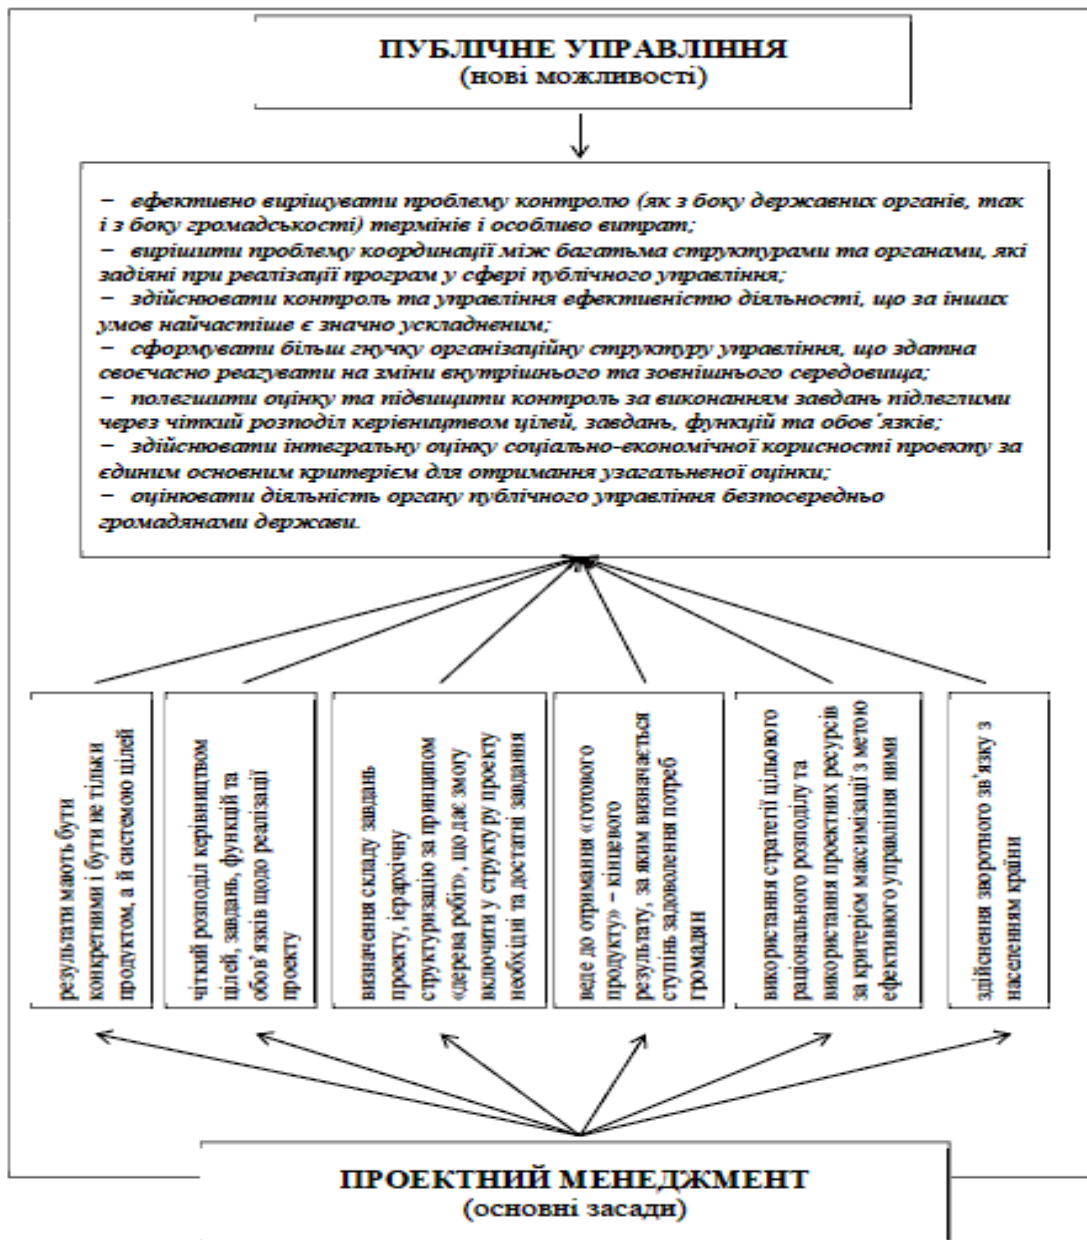 ПУБЛІЧНЕ УПРАВЛІННЯ
(нові можливості)
– ефективно вирішувати проблему контролю (як з боку державних органів, так
і з боку громадськості) термінів і особливо витрат;
– вирішити проблему координації між багатьма структурами та органами, які
задіяні при реалізації програм у сфері публічного управління;
– здійснювати контроль та управління ефективністю діяльності, що за інших
умов найчастіше є значно ускладненим;
– сформувати більш гнучку організаційну структуру управління, що здатна
своєчасно реагувати на зміни внутрішнього та зовнішнього середовища;
– полегшити оцінку та підвищити контроль за виконанням завдань підлеглими
через чіткий розподіл керівництвом цілей, завдань, функцій та обов´язків;
– здійснювати інтегральну оцінку соціально-економічної корисності проекту за
єдиним основним критерієм для отримання узагальненої оцінки;
– оцінювати діяльність органу публічного управління безпосередньо
громадянами держави.
результати мають бути
конкретними і бути не тільки
продуктом, а й системою цілей
чіткий розподіл керівництвом
цілей, завдань, функцій та
обов´язків щодо реалізації
проекту
визначення складу завдань
проекту, ієрархічну
структуризацію за принципом
«дерева робіт», що дає змогу
включити у структуру проекту
необхідні та достатні завдання
веде до отримання «готового
продукту» – кінцевого
результату, за яким визначається
ступінь задоволення потреб
громадян
використання стратегії цільового
раціонального розподілу та
використання проектних ресурсів
за критерієм максимізації з метою
ефективного управління ними
здійснення зворотного зв´язку з
населенням країни
ПРОЕКТНИЙ МЕНЕДЖМЕНТ
(основні засади)